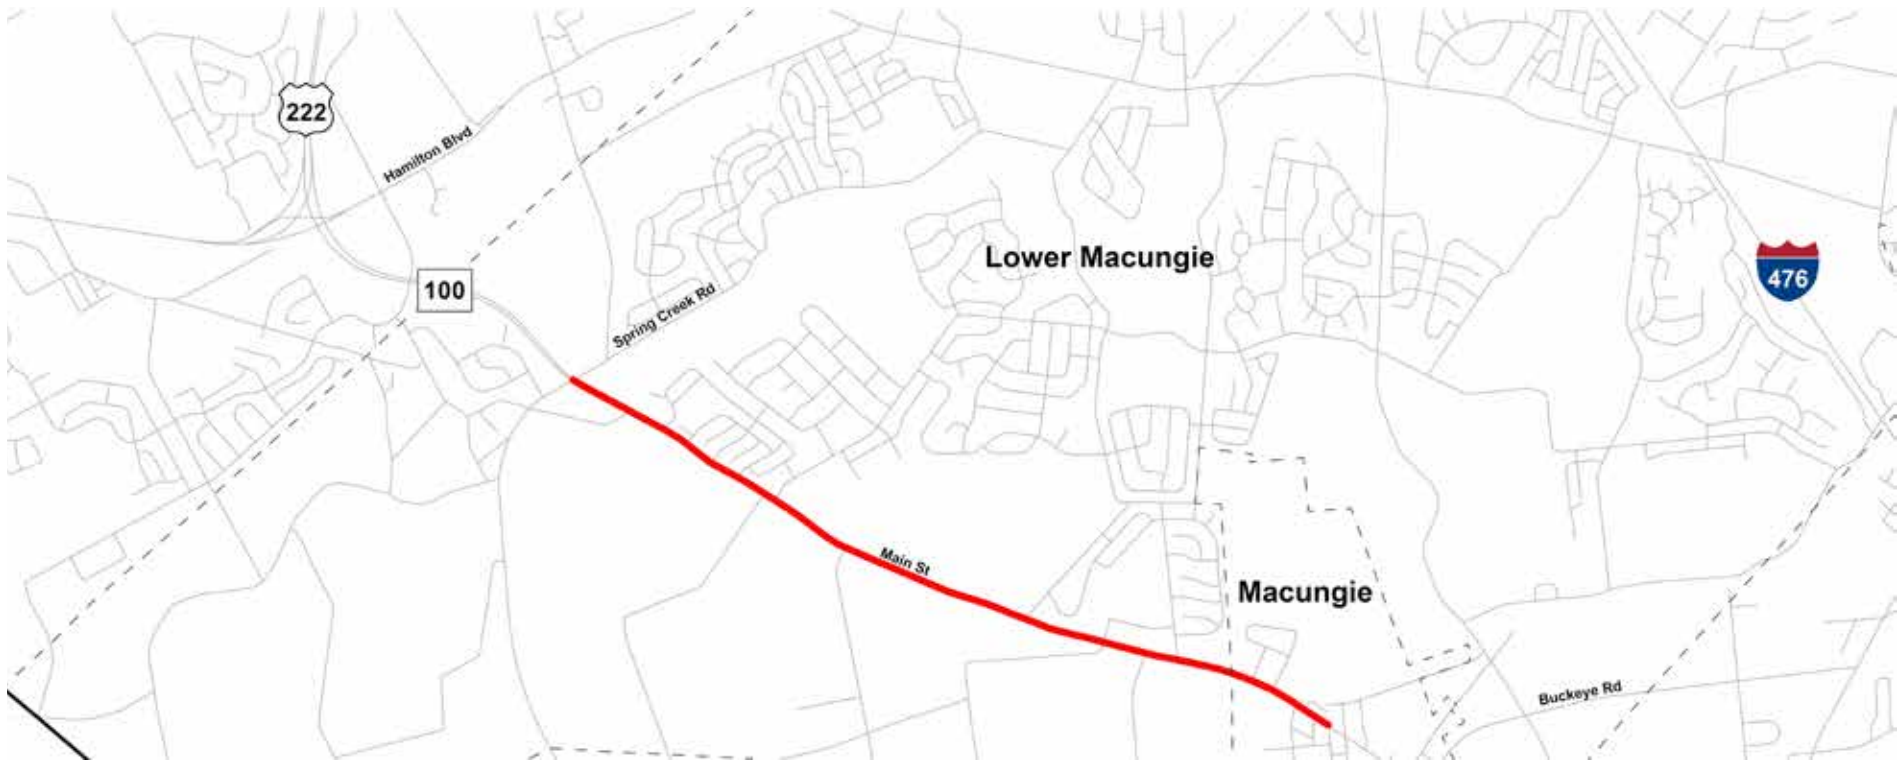 222
Hamilton Blvd
Lower Macungie
476
100
Spring Creek Rd
Main St
Macungie
Buckeye Rd